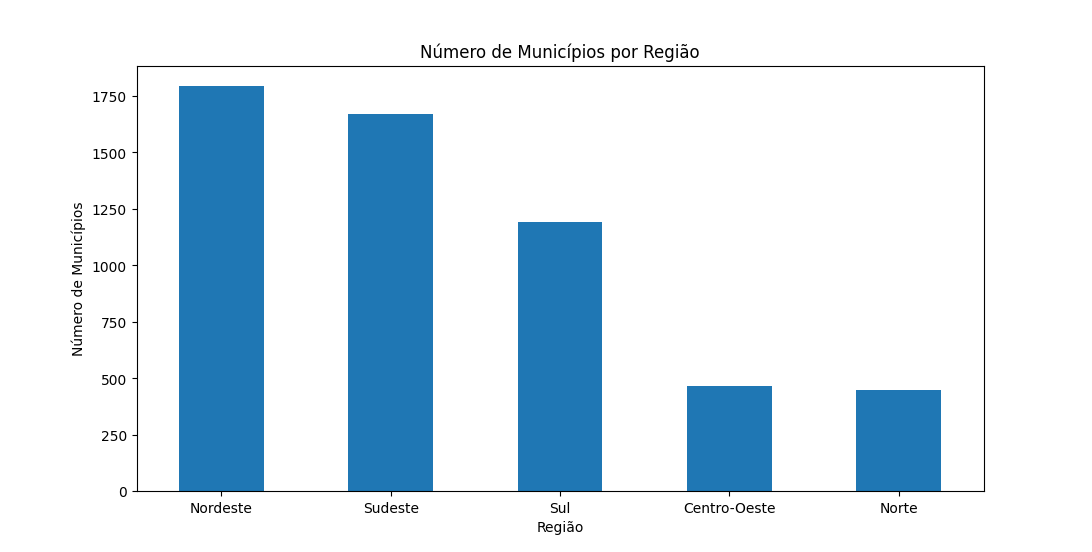 Número de Municípios por Região
Número de Municípios
1750
1500
1250
1000
750
500
250
0
Nordeste Sudeste Sul Centro-Oeste Norte
Região